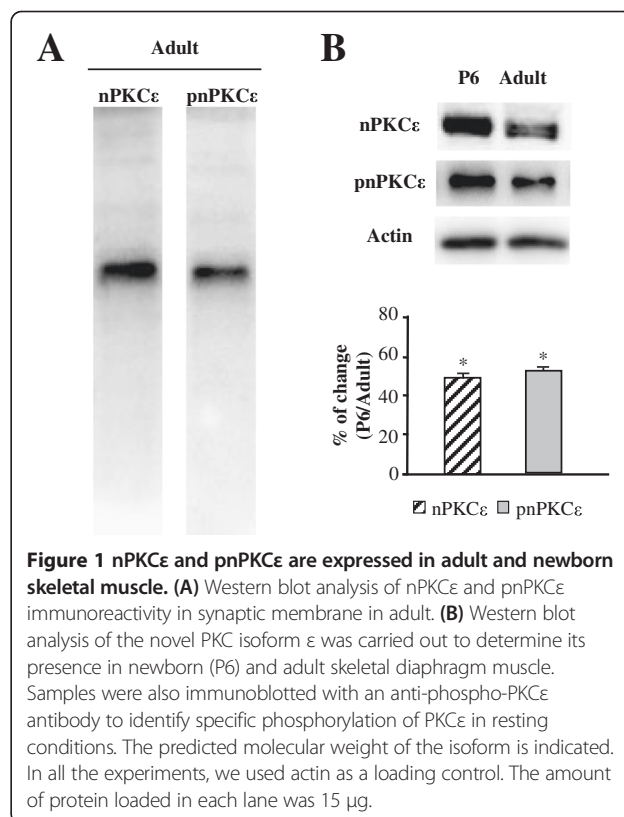 A
Adult
nPKCε
pnPKCε
B
P6 Adult
nPKCε
pnPKCε
Actin
% of change
(P6/Adult)
80
60
40
20
0
*
*
nPKCε pnPKCε
Figure 1 nPKCε and pnPKCε are expressed in adult and newborn
skeletal muscle. (A) Western blot analysis of nPKCε and pnPKCε
immunoreactivity in synaptic membrane in adult. (B) Western blot
analysis of the novel PKC isoform ε was carried out to determine its
presence in newborn (P6) and adult skeletal diaphragm muscle.
Samples were also immunoblotted with an anti-phospho-PKCε
antibody to identify specific phosphorylation of PKCε in resting
conditions. The predicted molecular weight of the isoform is indicated.
In all the experiments, we used actin as a loading control. The amount
of protein loaded in each lane was 15 μg.